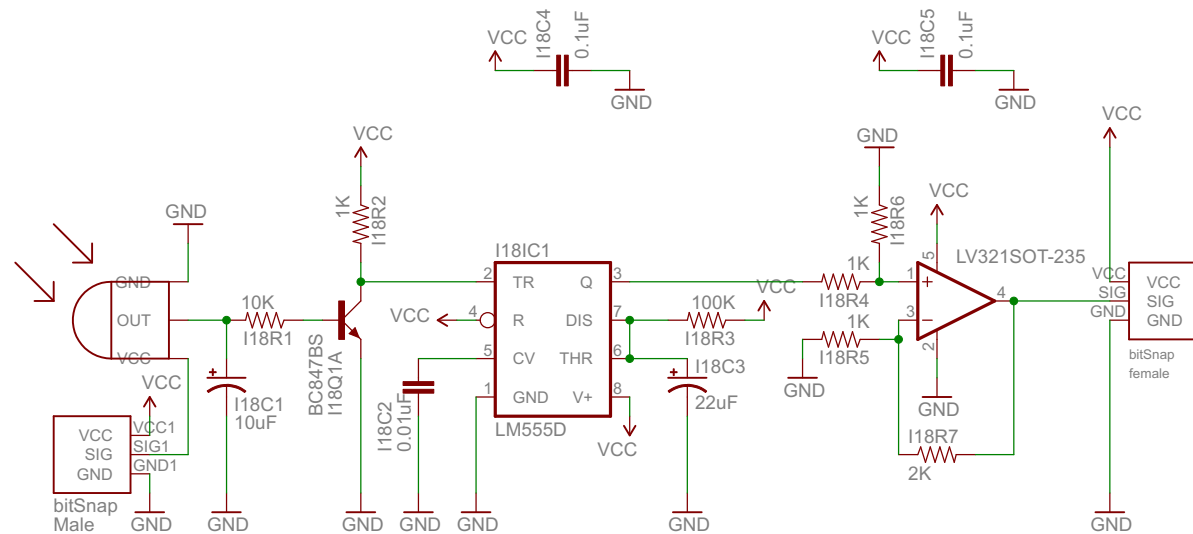 VCC
I18C4
0.1uF
GND
VCC
I18C5
0.1uF
GND
VCC
VCC
GND
GND
VCC
1K
I18R2
1K
I18R6
GND
OUT
VCC
10K
I18R1
I18C1
10uF
GND
BC847BS
I18Q1A
GND
VCC
VCC1
SIG1
GND1
VCC
SIG
GND
bitSnap
Male
GND
I18IC1
2
TR
4
R
VCC
5
CV
1
GND
Q
3
DIS
7
THR
6
V+
8
LM555D
VCC
I18C2
0.01uF
GND
GND
100K
I18R3
VCC
I18C3
22uF
GND
1K
I18R4
1K
I18R5
GND
LV321SOT-235
1
+
3
−
5
2
4
GND
I18R7
2K
VCC
SIG
GND
VCC
SIG
GND
bitSnap
female
GND